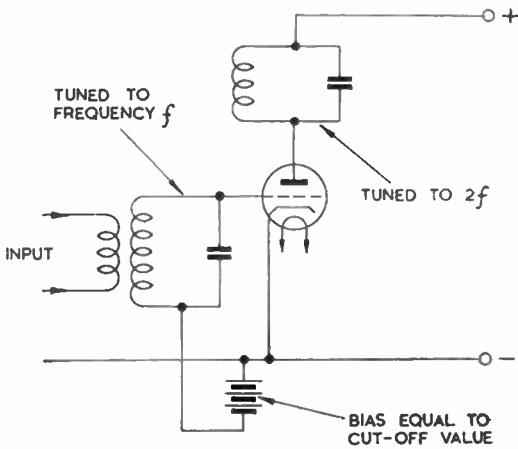 +
TUNED TO
FREQUENCY f
TUNED TO 2f
INPUT
−
BIAS EQUAL TO
CUT-OFF VALUE